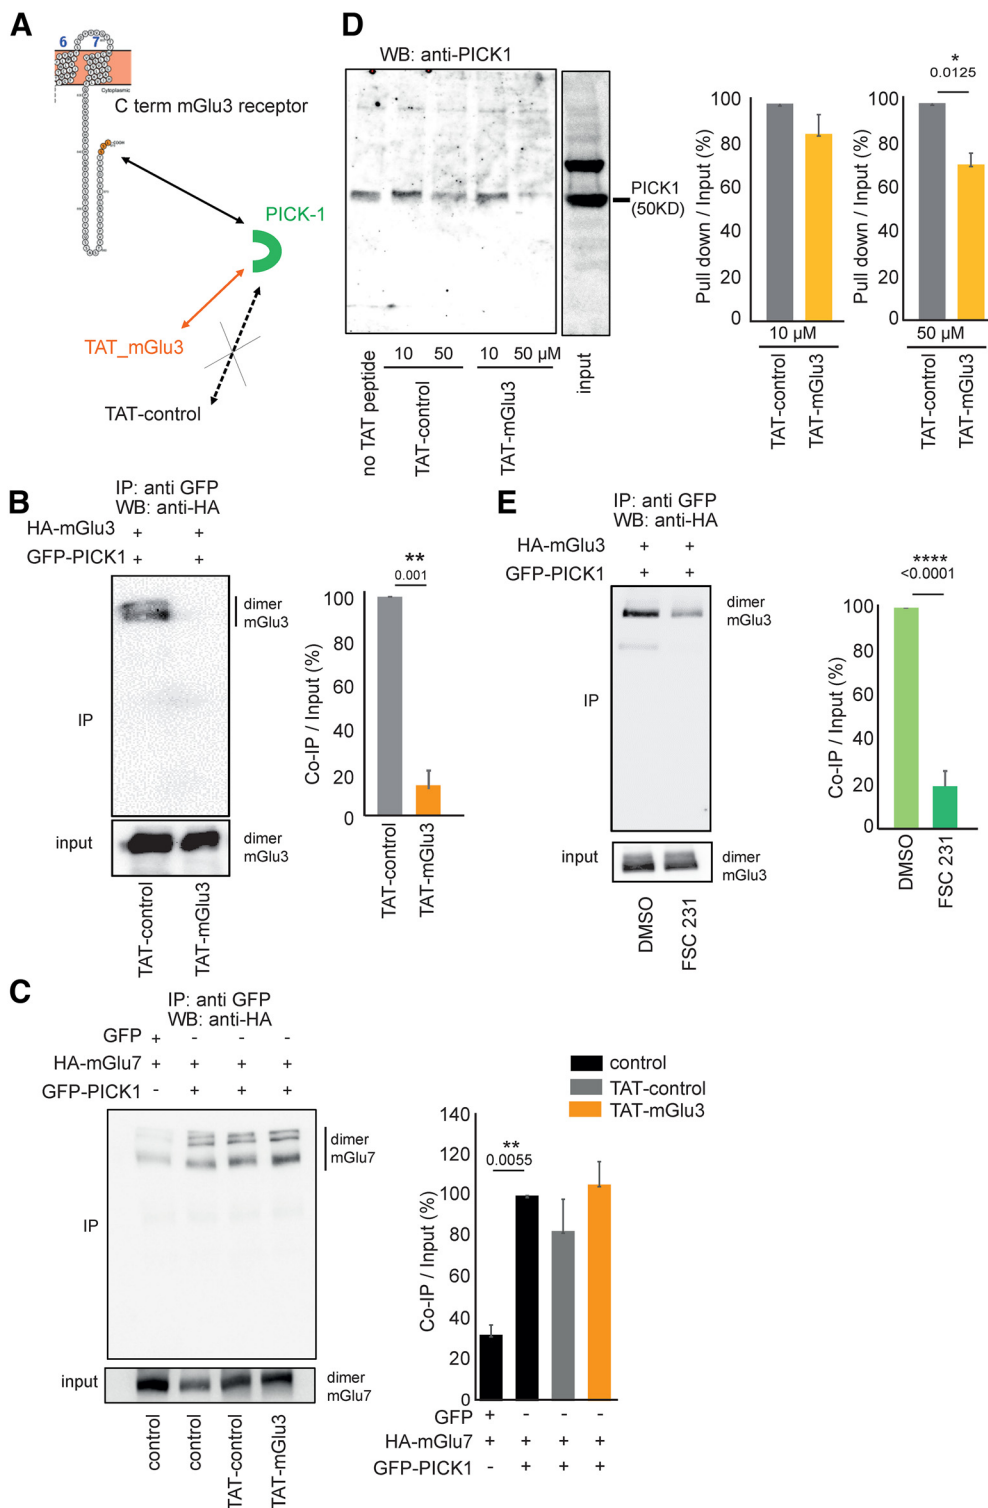 A
6 7
Cytoplasmic
C term mGlu3 receptor
COOH
PICK-1
TAT_mGlu3
TAT-control
D
WB: anti-PICK1
PICK1
(50KD)
10 50 10 50 µM
no TAT peptide
TAT-control
TAT-mGlu3
input
Pull down / Input (%)
100
80
60
40
20
0
10 µM
TAT-control
TAT-mGlu3
*
0.0125
Pull down / Input (%)
100
80
60
40
20
0
50 µM
TAT-control
TAT-mGlu3
B
IP: anti GFP
WB: anti-HA
HA-mGlu3 + +
GFP-PICK1 + +
dimer
mGlu3
IP
input
dimer
mGlu3
TAT-control
TAT-mGlu3
**
0.001
Co-IP / Input (%)
100
80
60
40
20
0
TAT-control
TAT-mGlu3
E
IP: anti GFP
WB: anti-HA
HA-mGlu3 + +
GFP-PICK1 + +
dimer
mGlu3
IP
input
dimer
mGlu3
DMSO
FSC 231
****
<0.0001
Co-IP / Input (%)
100
80
60
40
20
0
DMSO
FSC 231
C
IP: anti GFP
WB: anti-HA
GFP + - - -
HA-mGlu7 + + + +
GFP-PICK1 - + + +
dimer
mGlu7
IP
input
dimer
mGlu7
control
control
TAT-control
TAT-mGlu3
control
TAT-control
TAT-mGlu3
**
0.0055
Co-IP / Input (%)
140
120
100
80
60
40
20
0
GFP + - - -
HA-mGlu7 + + + +
GFP-PICK1 - + + +